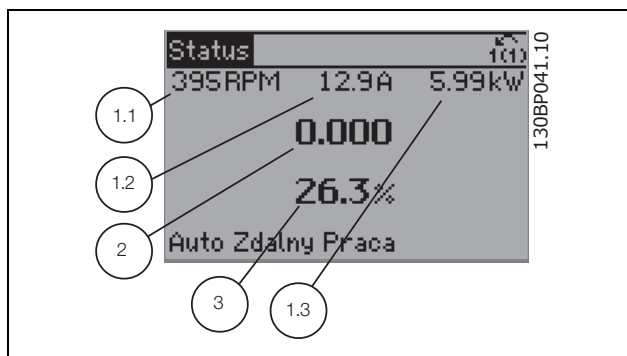 Status 1(1)
395RPM 12.9A 5.99kW
0.000
26.3%
Auto Zdalny Praca
1.1
1.2
2
3
1.3
130BP041.10